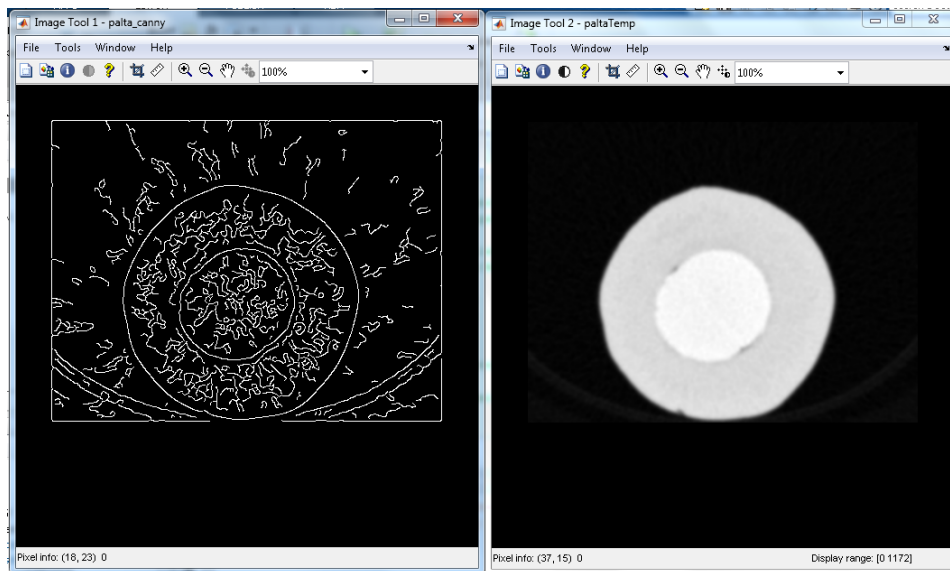 Image Tool 1 - palta_canny
File Tools Window Help
100%
Pixel info: (18, 23) 0
Image Tool 2 - paltaTemp
File Tools Window Help
100%
Pixel info: (37, 15) 0
Display range: [0 1172]